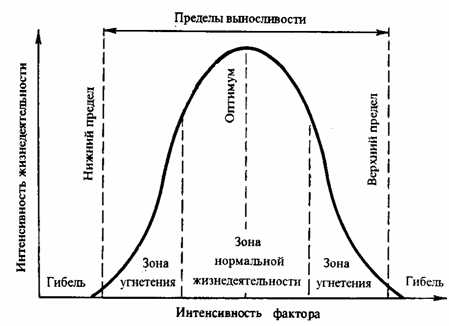 Пределы выносливости
Интенсивность жизнедеятельности
Нижний предел
Оптимум
Верхний предел
Гибель
Зона
угнетения
Зона
нормальной
жизнедеятельности
Зона
угнетения
Гибель
Интенсивность фактора